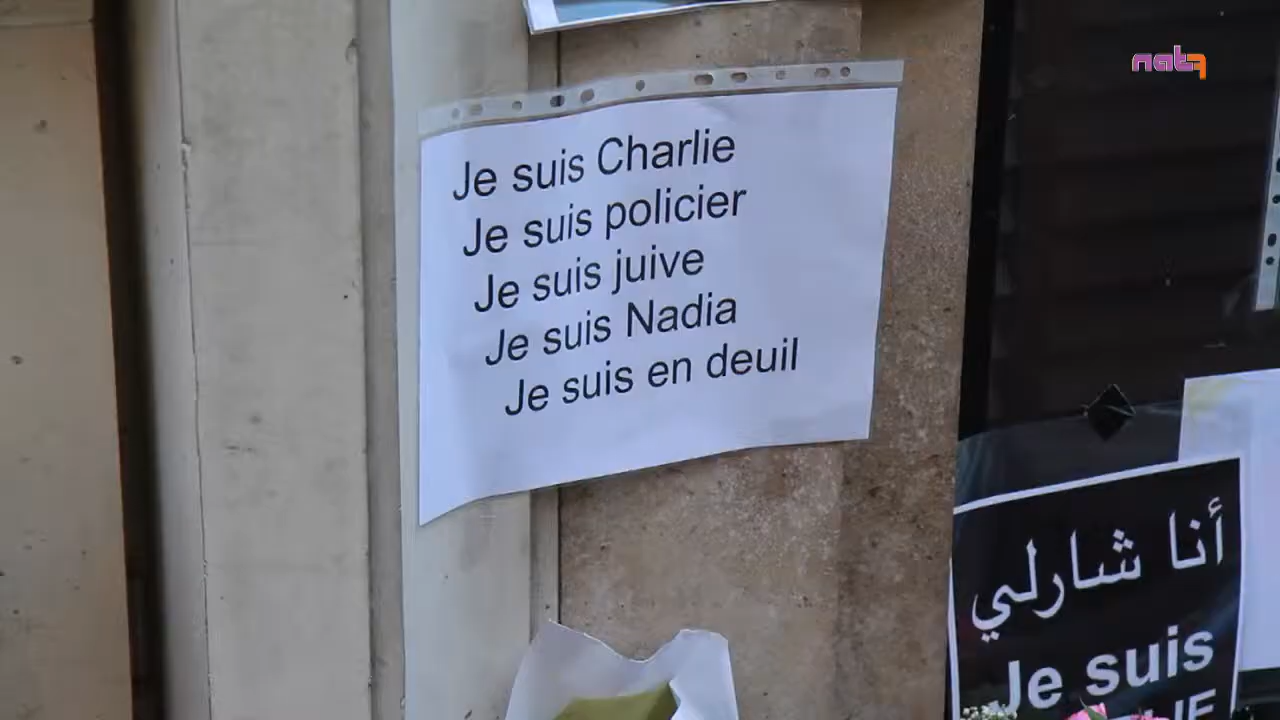 nat7
Je suis Charlie
Je suis policier
Je suis juive
Je suis Nadia
Je suis en deuil
أنا شارلي
Je suis